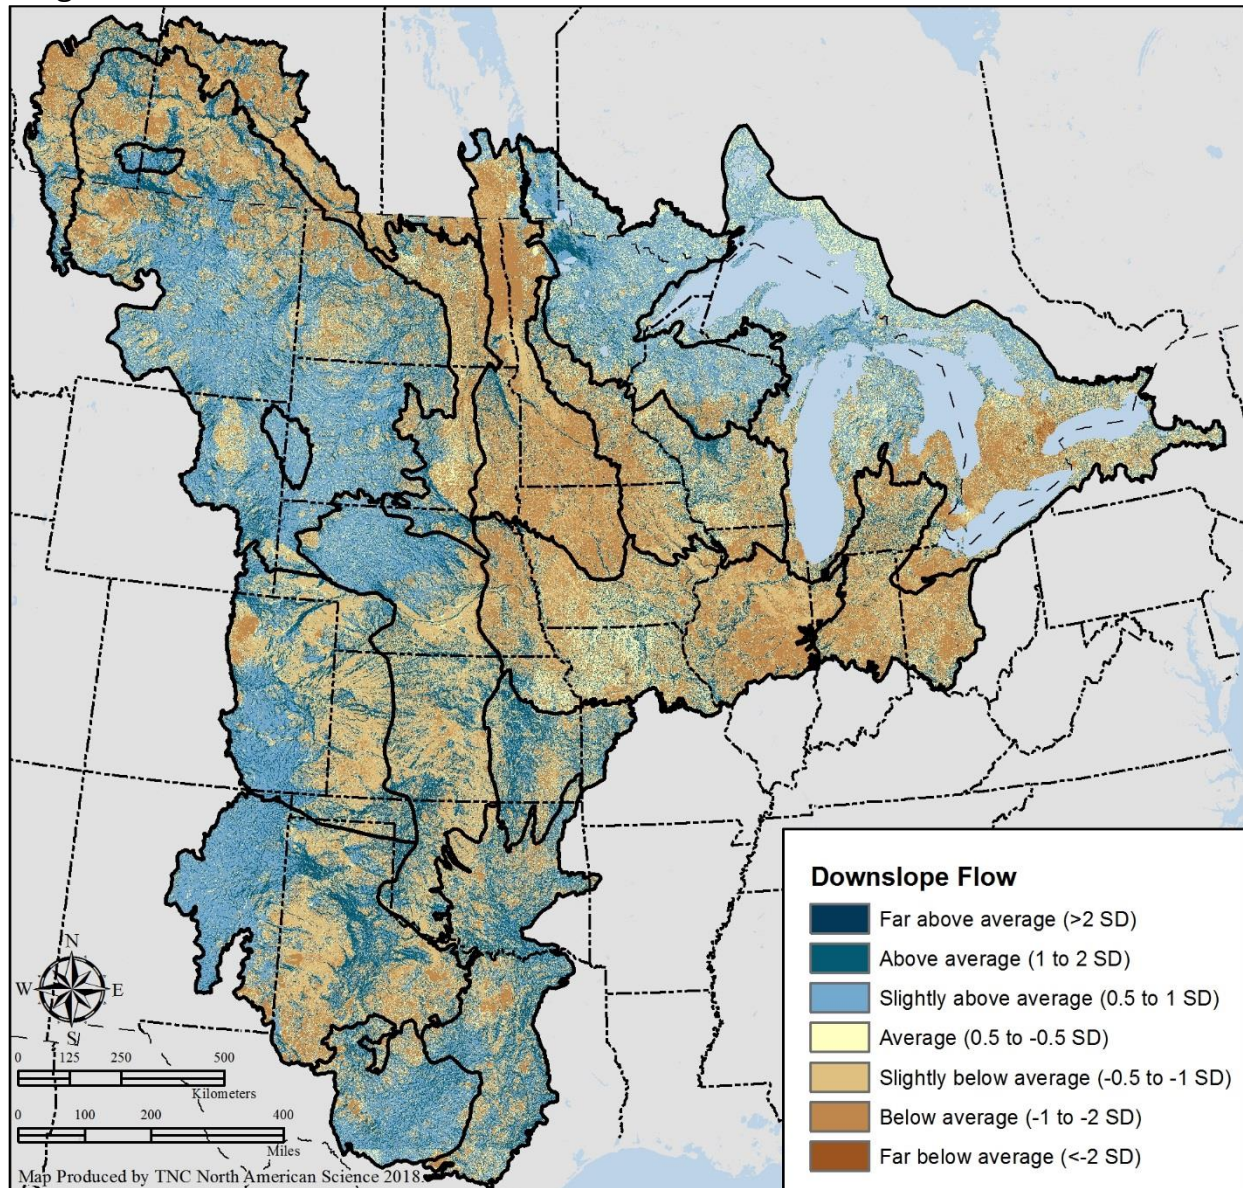 Downslope Flow
Far above average (>2 SD)
Above average (1 to 2 SD)
Slightly above average (0.5 to 1 SD)
Average (0.5 to -0.5 SD)
Slightly below average (-0.5 to -1 SD)
Below average (-1 to -2 SD)
Far below average (<-2 SD)
N
W E
S
0 125 250 500
Kilometers
0 100 200 400
Miles
Map Produced by TNC North American Science 2018.